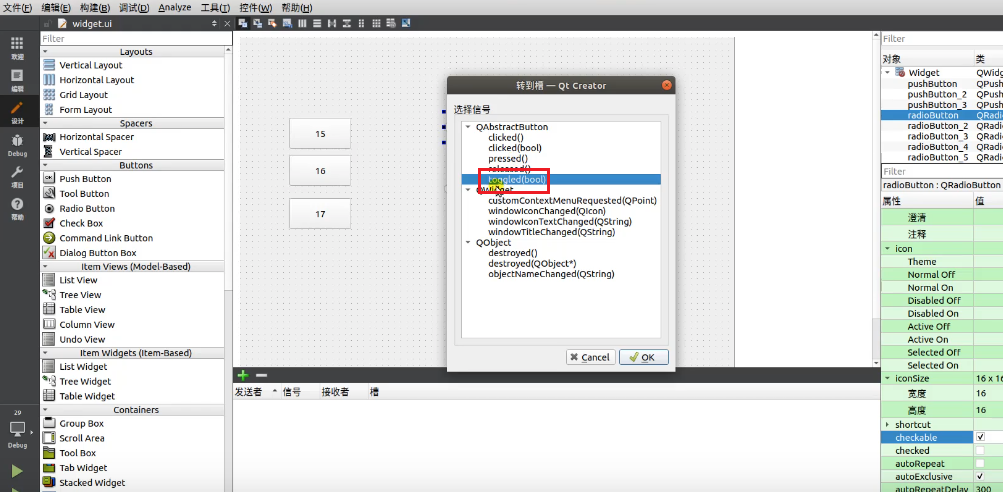 文件(F) 编辑(E) 构建(B) 调试(D) Analyze 工具(T) 控件(W) 帮助(H)
widget.ui
Filter
Layouts
Vertical Layout
Horizontal Layout
Grid Layout
Form Layout
Spacers
Horizontal Spacer
Vertical Spacer
Buttons
Push Button
Tool Button
Radio Button
Check Box
Command Link Button
Dialog Button Box
Item Views (Model-Based)
List View
Tree View
Table View
Column View
Undo View
Item Widgets (Item-Based)
List Widget
Tree Widget
Table Widget
Containers
Group Box
Scroll Area
Tool Box
Tab Widget
Stacked Widget
欢迎
编辑
设计
Debug
项目
帮助
29
Debug
15
16
17
转到槽 — Qt Creator
选择信号
QAbstractButton
clicked()
clicked(bool)
pressed()
released()
toggled(bool)
QWidget
customContextMenuRequested(QPoint)
windowIconChanged(QIcon)
windowIconTextChanged(QString)
windowTitleChanged(QString)
QObject
destroyed()
destroyed(QObject*)
objectNameChanged(QString)
Cancel
OK
发送者 信号 接收者 槽
Filter
对象 类
Widget QWidg
pushButton QPush
pushButton_2 QPush
pushButton_3 QPush
radioButton QRadio
radioButton_2 QRadio
radioButton_3 QRadio
radioButton_4 QRadio
radioButton_5 QRadio
Filter
radioButton : QRadioButton
属性 值
澄清
注释
icon
Theme
Normal Off
Normal On
Disabled Off
Disabled On
Active Off
Active On
Selected Off
Selected On
iconSize 16 x 16
宽度 16
高度 16
shortcut
checkable
checked
autoRepeat
autoExclusive
autoRepeatDelay 300